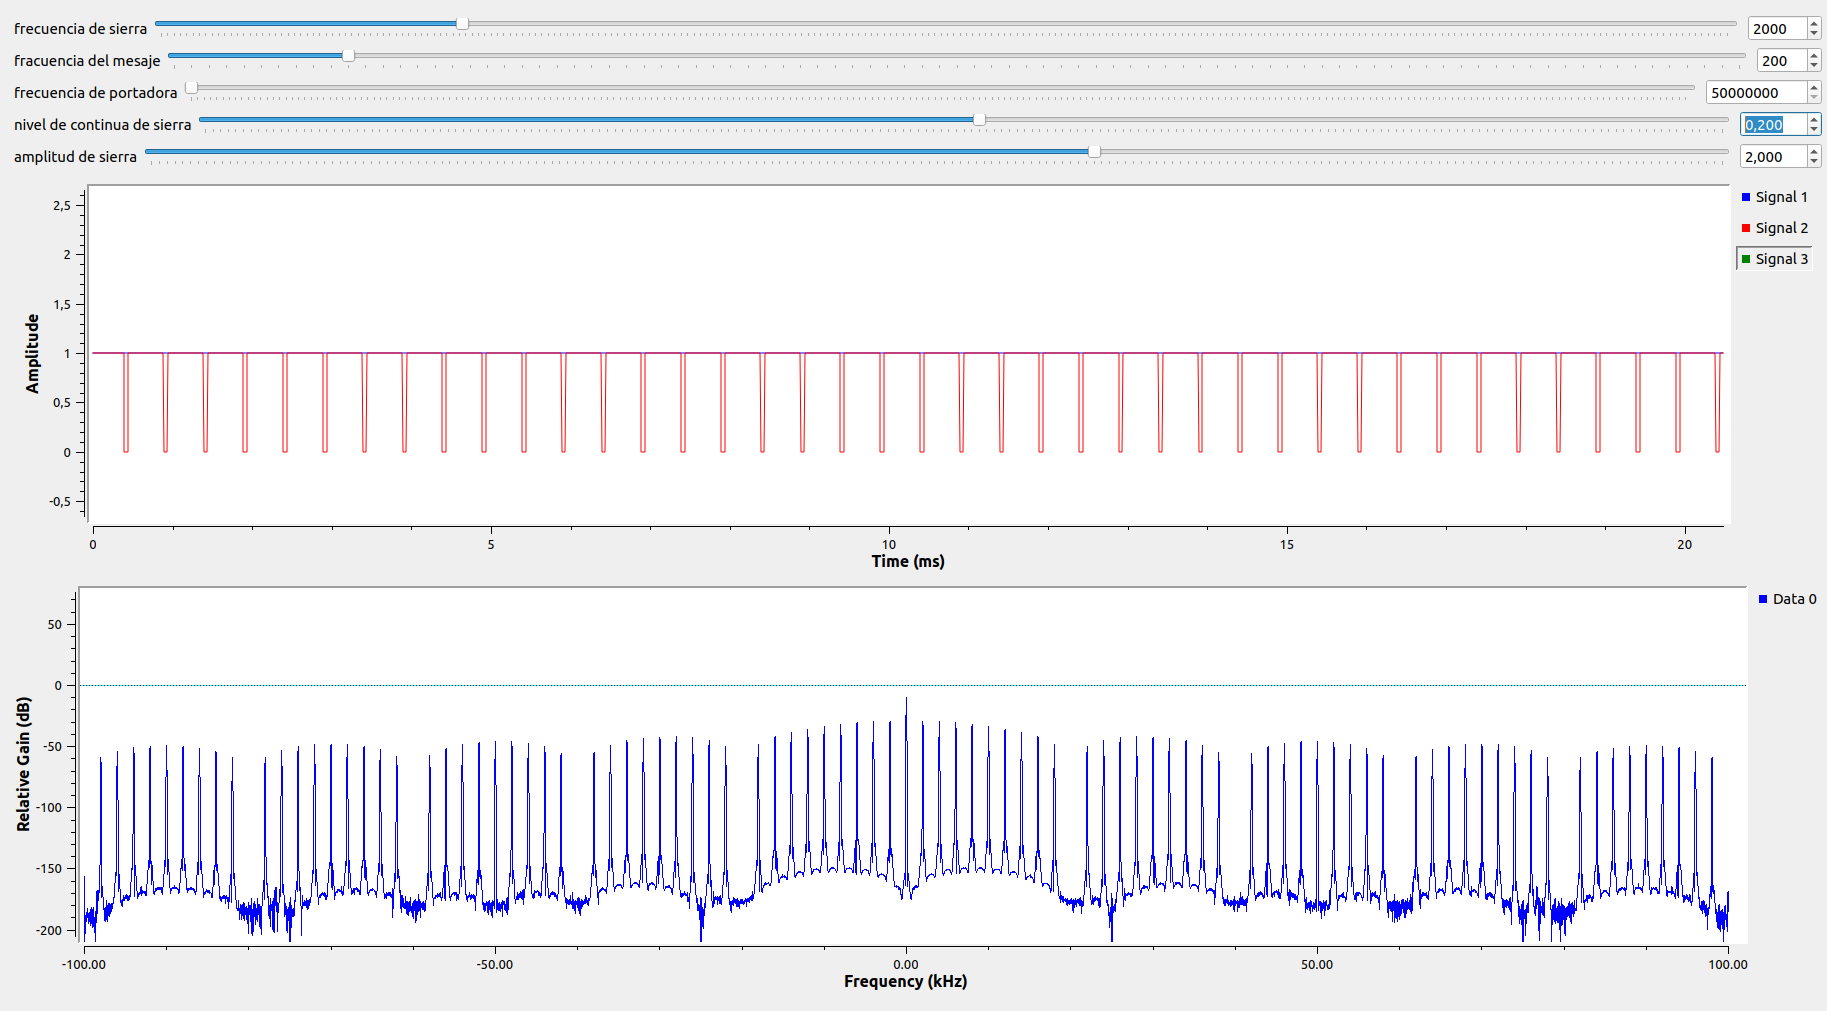 frecuencia de sierra 2000
fracuencia del mesaje 200
frecuencia de portadora 50000000
nivel de continua de sierra 0,200
amplitud de sierra 2,000
Signal 1
Signal 2
Signal 3
Amplitude
2,5
2
1,5
1
0,5
0
-0,5
0 5 10 15 20
Time (ms)
Data 0
Relative Gain (dB)
50
0
-50
-100
-150
-200
-100.00 -50.00 0.00 50.00 100.00
Frequency (kHz)